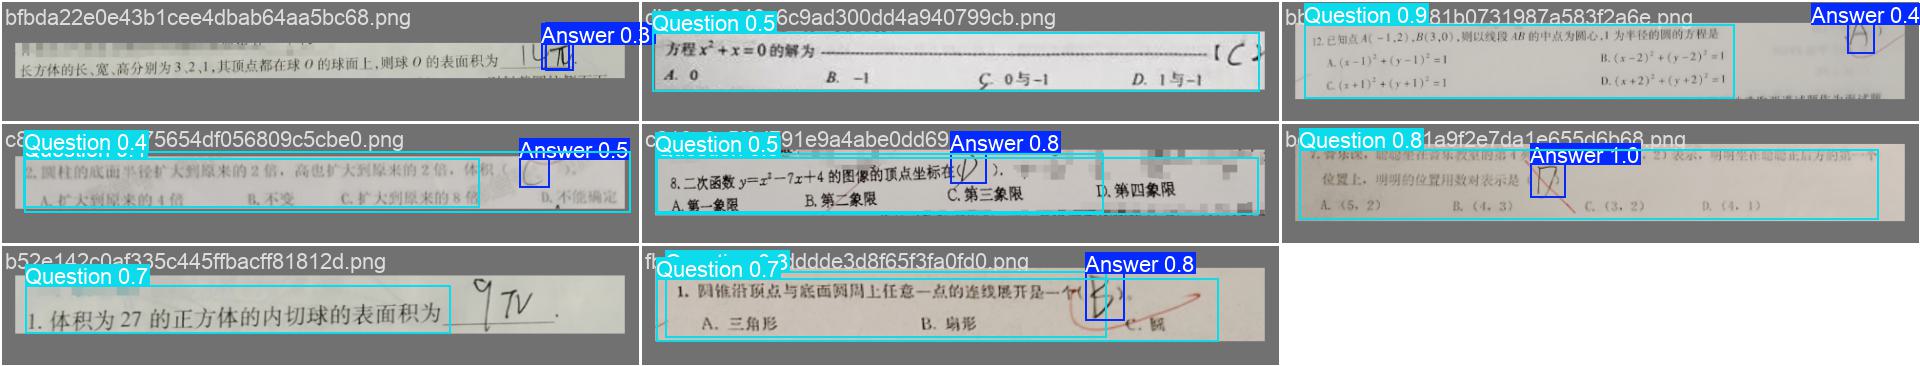 bfbda22e0e43b1cee4dbab64aa5bc68.png
Answer 0.3
长方体的长、宽、高分别为3,2,1,其顶点都在球O的球面上,则球O的表面积为 14π.
6c9ad300dd4a940799cb.png
Question 0.5
方程x²+x=0的解为 (C)
A. 0 B. -1 C. 0与-1 D. 1与-1
81b0731987a583f2a6e.png
Question 0.9
Answer 0.4
12.已知点A(-1,2),B(3,0),则以线段AB的中点为圆心,1为半径的圆的方程是 (A)
A.(x-1)²+(y-1)²=1 B.(x-2)²+(y-2)²=1
C.(x+1)²+(y+1)²=1 D.(x+2)²+(y+2)²=1
75654df056809c5cbe0.png
Question 0.4
Answer 0.5
2.圆柱的底面半径扩大到原来的2倍,高也扩大到原来的2倍,体积(C).
A.扩大到原来的4倍 B.不变 C.扩大到原来的8倍 D.不能确定
591e9a4abe0dd69
Question 0.5
Answer 0.8
8.二次函数y=x²-7x+4的图像的顶点坐标在(D).
A.第一象限 B.第二象限 C.第三象限 D.第四象限
1a9f2e7da1e655d6b68.png
Question 0.8
Answer 1.0
2)表示,明明坐在聪聪正后方的第一个
位置上,明明的位置用数对表示是(D)
A.(5,2) B.(4,3) C.(3,2) D.(4,1)
b52e142c0af335c445ffbacff81812d.png
Question 0.7
1.体积为27的正方体的内切球的表面积为 9π.
dddde3d8f65f3fa0fd0.png
Question 0.7
Answer 0.8
1.圆锥沿顶点与底面圆周上任意一点的连线展开是一个(B).
A.三角形 B.扇形 C.圆